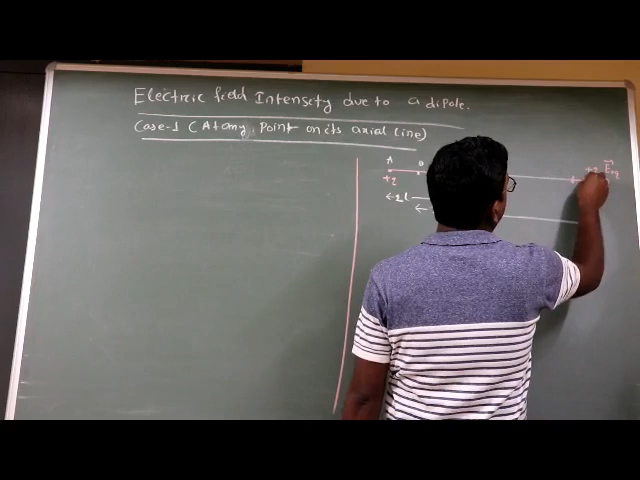 Electric field Intensity due to a dipole.
Case-1 (At any point on its axial line)
A
+q
2l
E+q